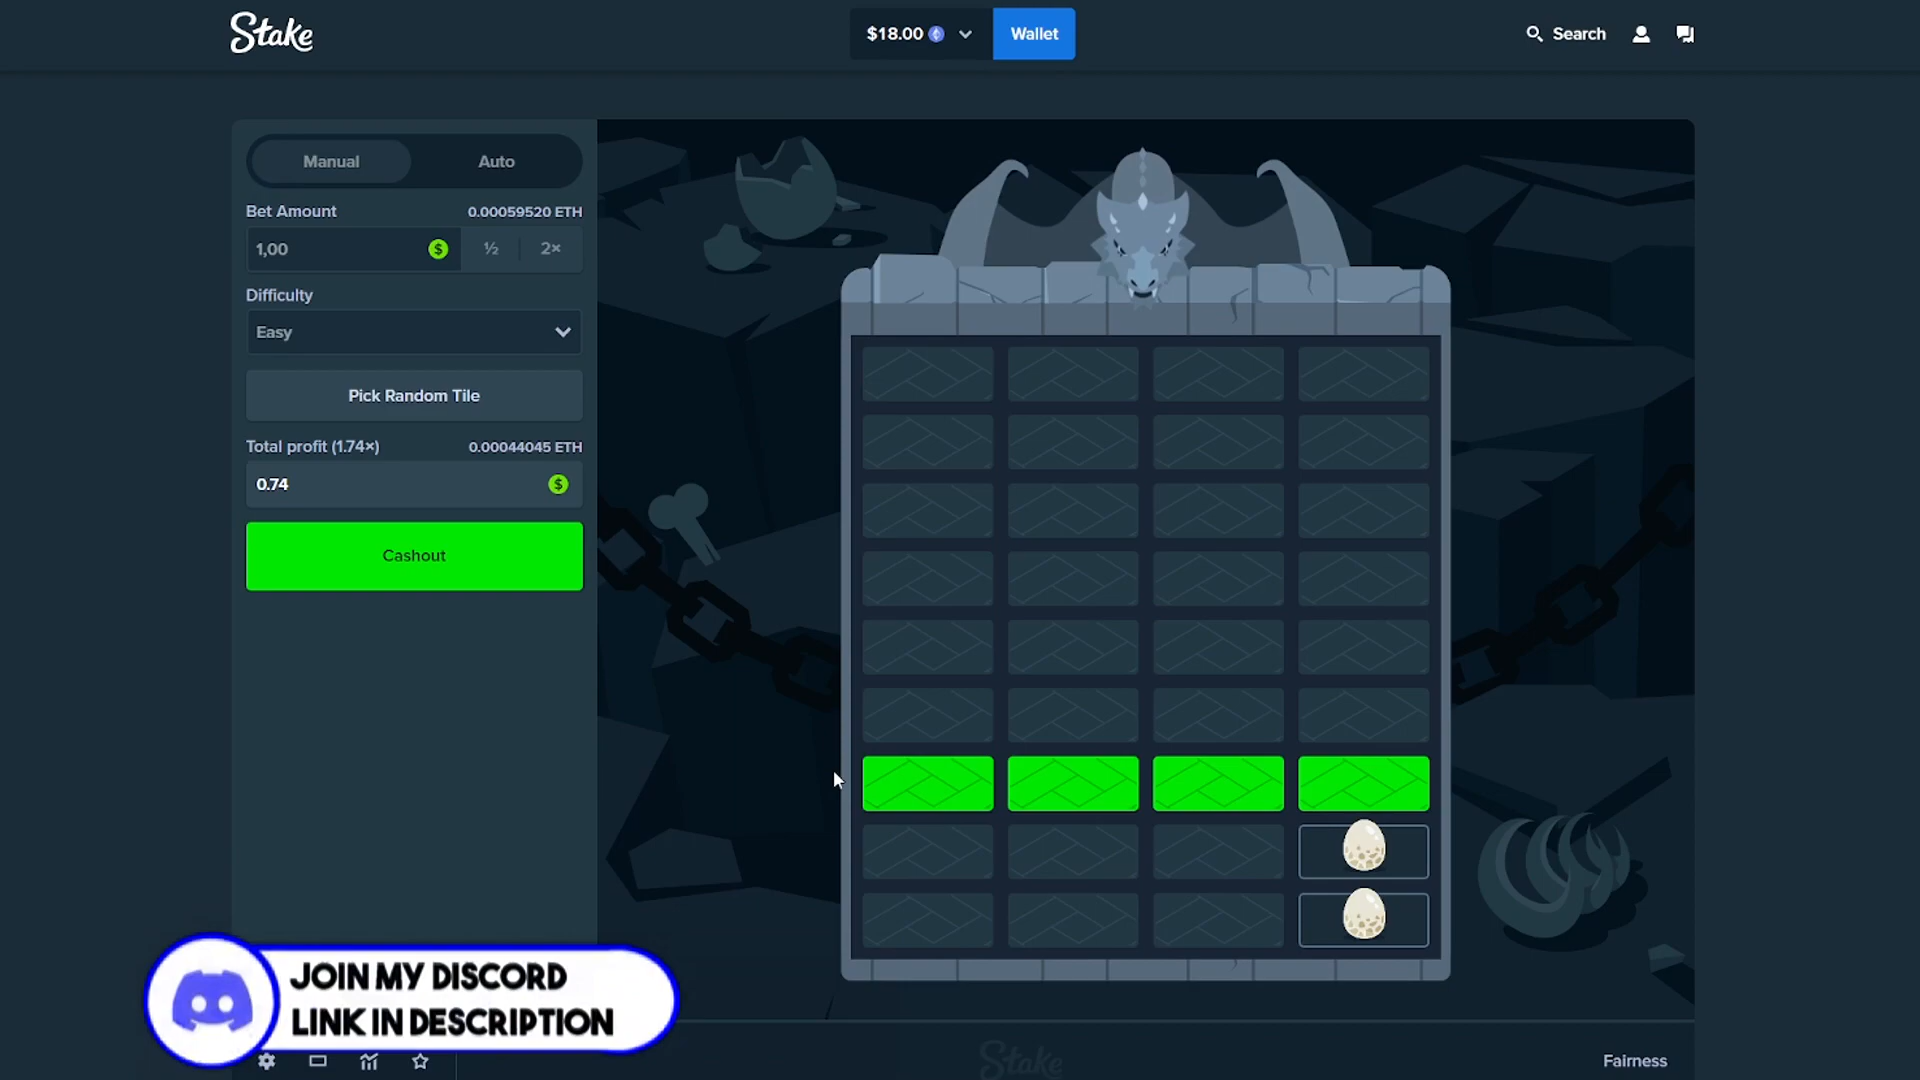 Stake
$18.00
Wallet
Search
Manual
Auto
Bet Amount
0.00059520 ETH
1,00
$
½
2×
Difficulty
Easy
Pick Random Tile
Total profit (1.74×)
0.00044045 ETH
0.74
$
Cashout
JOIN MY DISCORD
LINK IN DESCRIPTION
Stake
Fairness